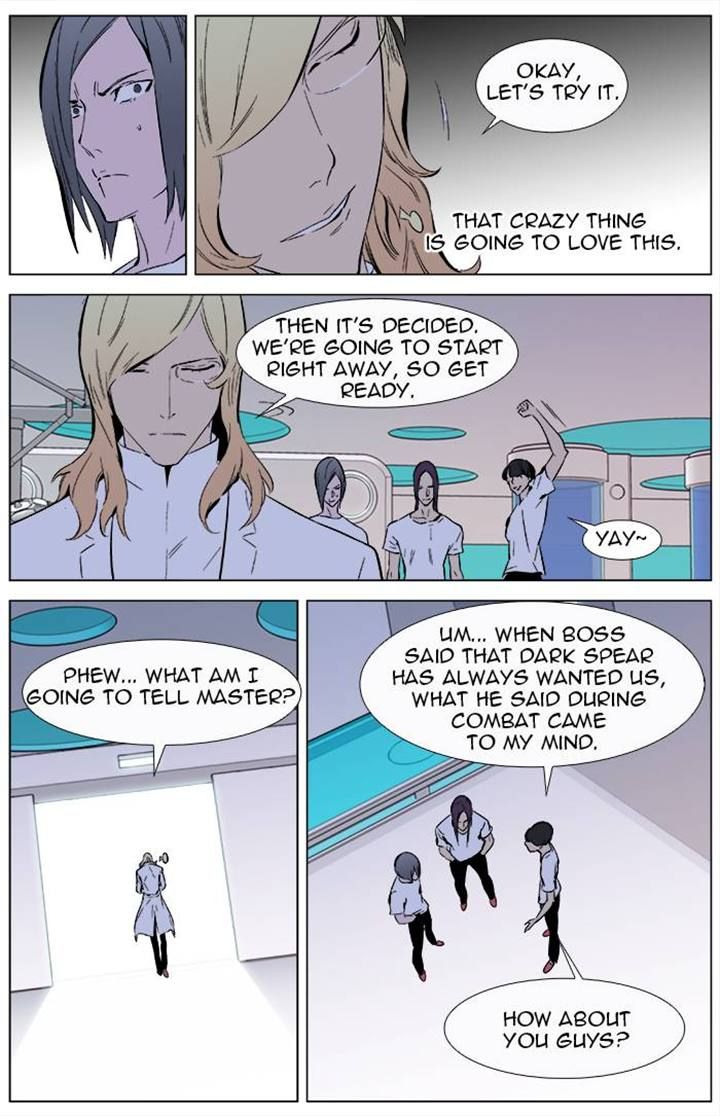 OKAY,
LET'S TRY IT.
THAT CRAZY THING
IS GOING TO LOVE THIS.
THEN IT'S DECIDED.
WE'RE GOING TO START
RIGHT AWAY, SO GET
READY.
YAY~
PHEW... WHAT AM I
GOING TO TELL MASTER?
UM... WHEN BOSS
SAID THAT DARK SPEAR
HAS ALWAYS WANTED US,
WHAT HE SAID DURING
COMBAT CAME
TO MY MIND.
HOW ABOUT
YOU GUYS?